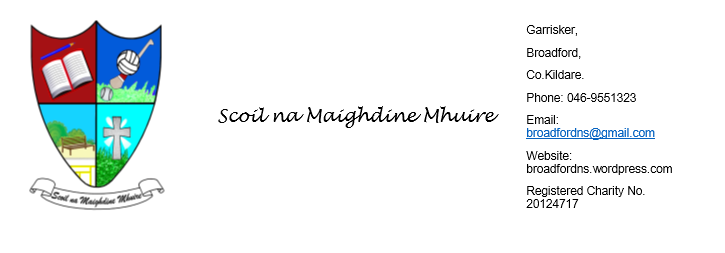 Scoil na Maighdine Mhuire
Scoil na Maighdine Mhuire
Garrisker,
Broadford,
Co.Kildare.
Phone: 046-9551323
Email:
broadfordns@gmail.com
Website:
broadfordns.wordpress.com
Registered Charity No.
20124717